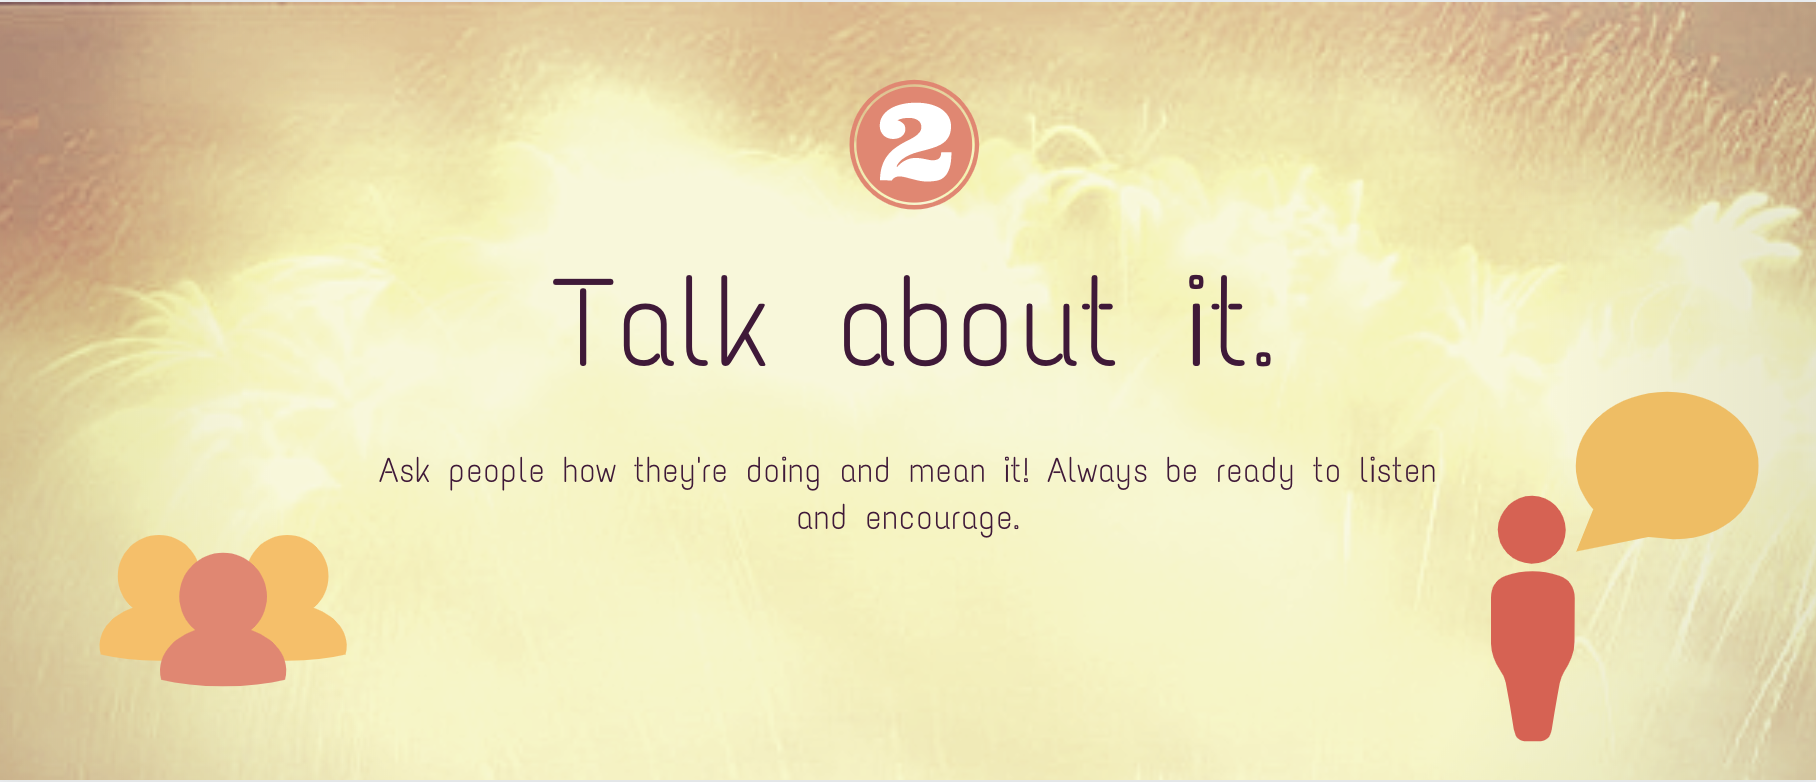 2
Talk about it.
Ask people how they're doing and mean it! Always be ready to listen
and encourage.